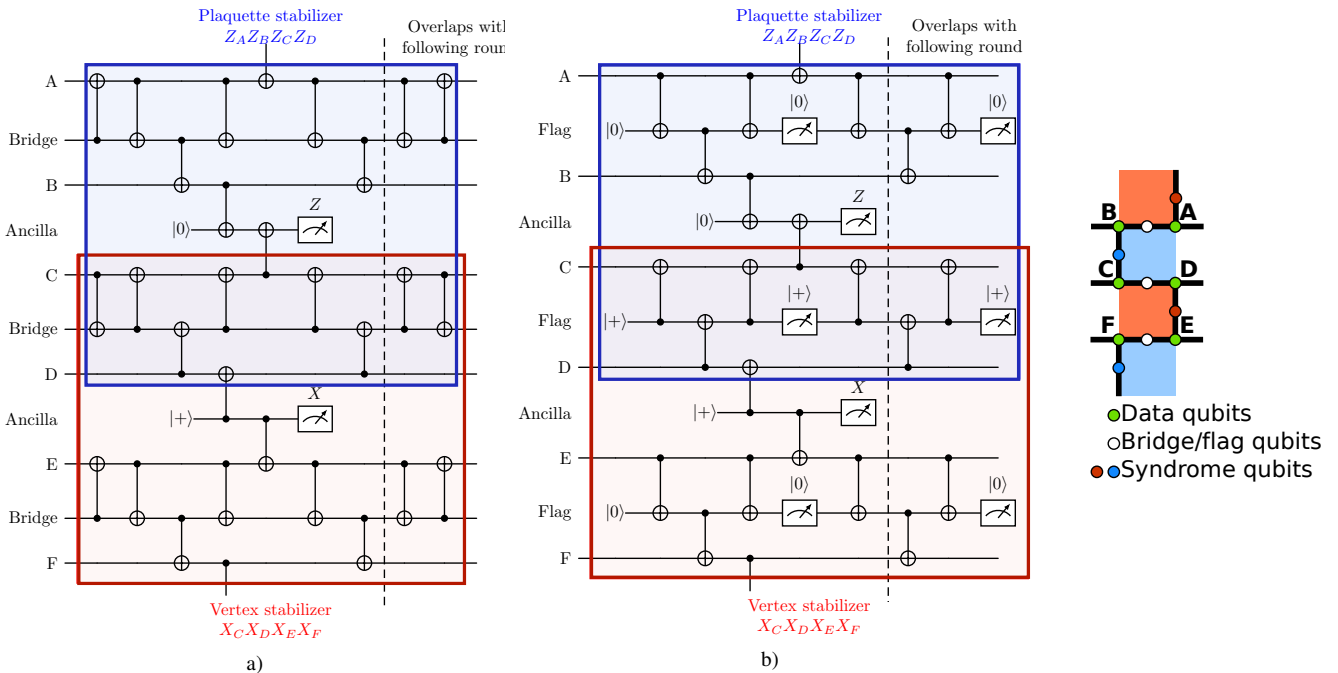 Plaquette stabilizer
Z_A Z_B Z_C Z_D
Overlaps with
following roun
A
Bridge
B
Z
Ancilla
|0⟩
C
Bridge
D
X
Ancilla
|+⟩
E
Bridge
F
Vertex stabilizer
X_C X_D X_E X_F
a)
Plaquette stabilizer
Z_A Z_B Z_C Z_D
Overlaps with
following round
A
|0⟩ |0⟩
Flag |0⟩
B
Z
Ancilla |0⟩
C
|+⟩ |+⟩
Flag |+⟩
D
X
Ancilla |+⟩
E
|0⟩ |0⟩
Flag |0⟩
F
Vertex stabilizer
X_C X_D X_E X_F
b)
B A
C D
F E
Data qubits
Bridge/flag qubits
Syndrome qubits